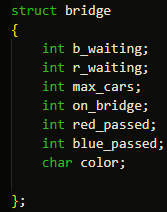 struct bridge
{
    int b_waiting;
    int r_waiting;
    int max_cars;
    int on_bridge;
    int red_passed;
    int blue_passed;
    char color;
};